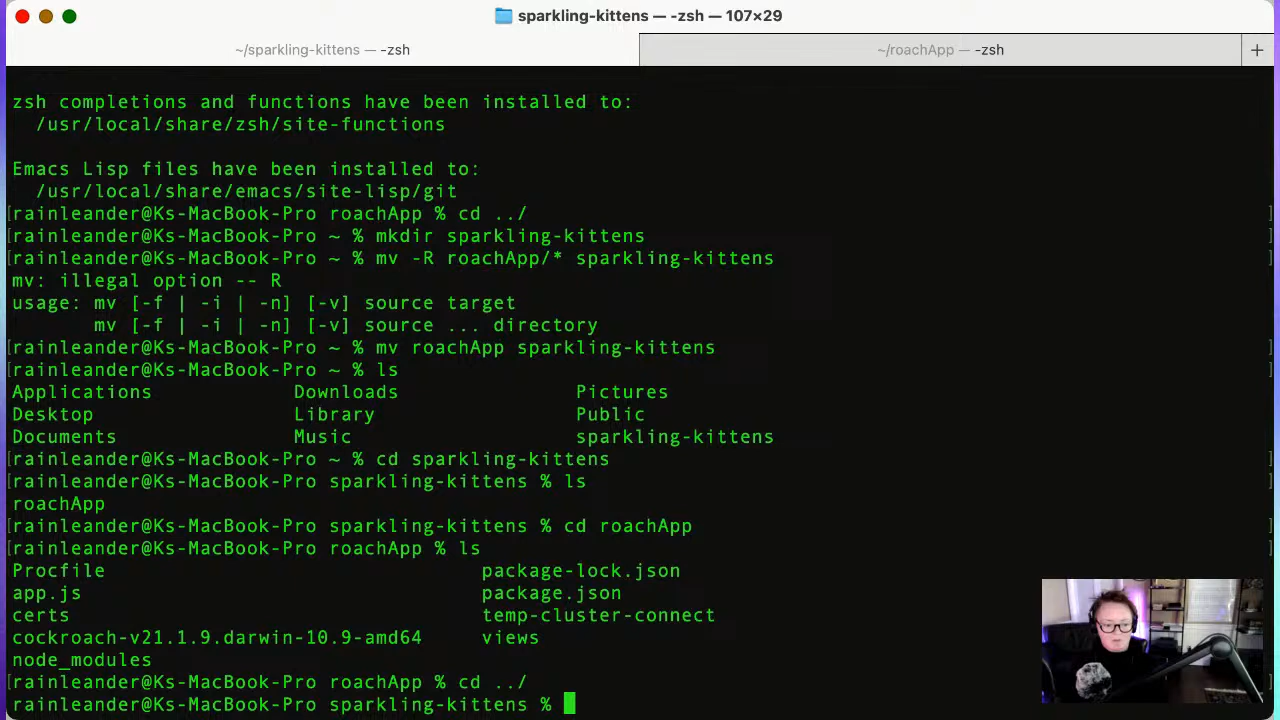 sparkling-kittens — -zsh — 107×29
~/sparkling-kittens — -zsh
~/roachApp — -zsh
+
zsh completions and functions have been installed to:
/usr/local/share/zsh/site-functions
Emacs Lisp files have been installed to:
/usr/local/share/emacs/site-lisp/git
[rainleander@Ks-MacBook-Pro roachApp % cd ../ ]
[rainleander@Ks-MacBook-Pro ~ % mkdir sparkling-kittens ]
[rainleander@Ks-MacBook-Pro ~ % mv -R roachApp/* sparkling-kittens ]
mv: illegal option -- R
usage: mv [-f | -i | -n] [-v] source target
mv [-f | -i | -n] [-v] source ... directory
[rainleander@Ks-MacBook-Pro ~ % mv roachApp sparkling-kittens ]
[rainleander@Ks-MacBook-Pro ~ % ls ]
Applications Downloads Pictures
Desktop Library Public
Documents Music sparkling-kittens
[rainleander@Ks-MacBook-Pro ~ % cd sparkling-kittens ]
[rainleander@Ks-MacBook-Pro sparkling-kittens % ls ]
roachApp
[rainleander@Ks-MacBook-Pro sparkling-kittens % cd roachApp ]
[rainleander@Ks-MacBook-Pro roachApp % ls ]
Procfile package-lock.json
app.js package.json
certs temp-cluster-connect
cockroach-v21.1.9.darwin-10.9-amd64 views
node_modules
[rainleander@Ks-MacBook-Pro roachApp % cd ../ ]
rainleander@Ks-MacBook-Pro sparkling-kittens %